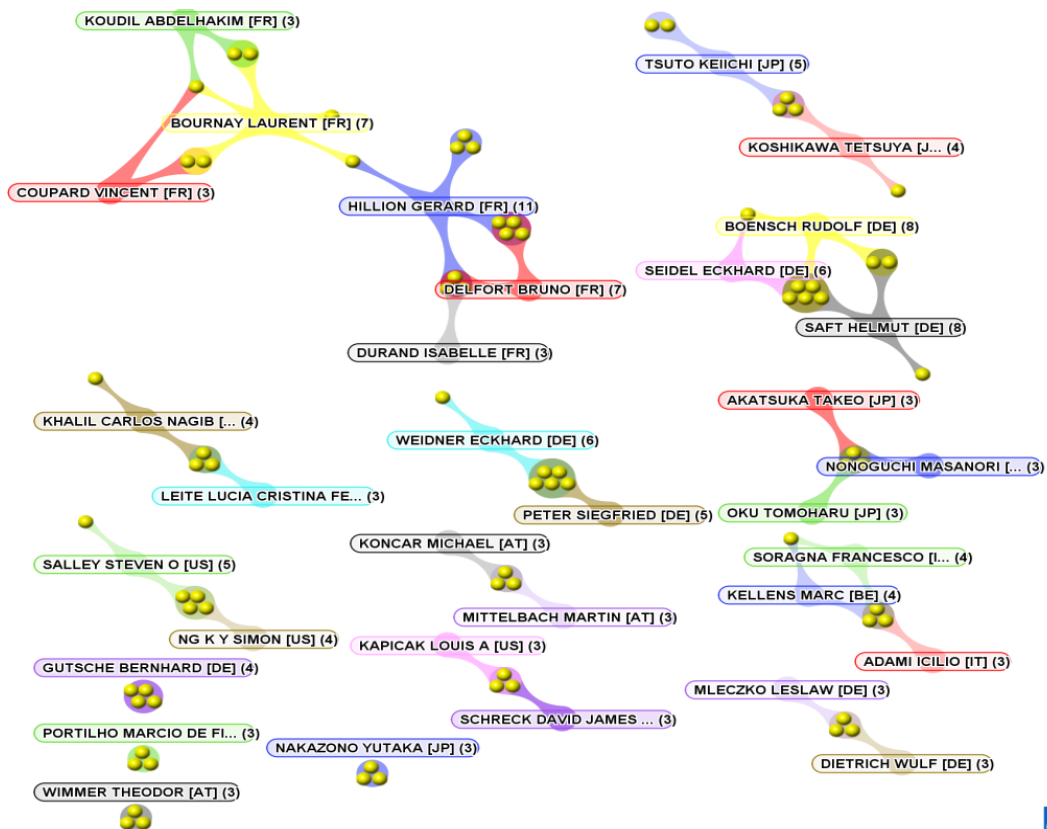 KOUDIL ABDELHAKIM [FR] (3)
TSUTO KEIICHI [JP] (5)
BOURNAY LAURENT [FR] (7)
KOSHIKAWA TETSUYA [J... (4)
COUPARD VINCENT [FR] (3)
HILLION GERARD [FR] (11)
BOENSCH RUDOLF [DE] (8)
SEIDEL ECKHARD [DE] (6)
DELFORT BRUNO [FR] (7)
SAFT HELMUT [DE] (8)
DURAND ISABELLE [FR] (3)
AKATSUKA TAKEO [JP] (3)
KHALIL CARLOS NAGIB [... (4)
WEIDNER ECKHARD [DE] (6)
NONOGUCHI MASANORI [... (3)
LEITE LUCIA CRISTINA FE... (3)
PETER SIEGFRIED [DE] (5)
OKU TOMOHARU [JP] (3)
KONCAR MICHAEL [AT] (3)
SALLEY STEVEN O [US] (5)
SORAGNA FRANCESCO [I... (4)
KELLENS MARC [BE] (4)
MITTELBACH MARTIN [AT] (3)
NG K Y SIMON [US] (4)
KAPICAK LOUIS A [US] (3)
ADAMI ICILIO [IT] (3)
GUTSCHE BERNHARD [DE] (4)
MLECZKO LESLAW [DE] (3)
SCHRECK DAVID JAMES ... (3)
PORTILHO MARCIO DE FI... (3)
NAKAZONO YUTAKA [JP] (3)
DIETRICH WULF [DE] (3)
WIMMER THEODOR [AT] (3)